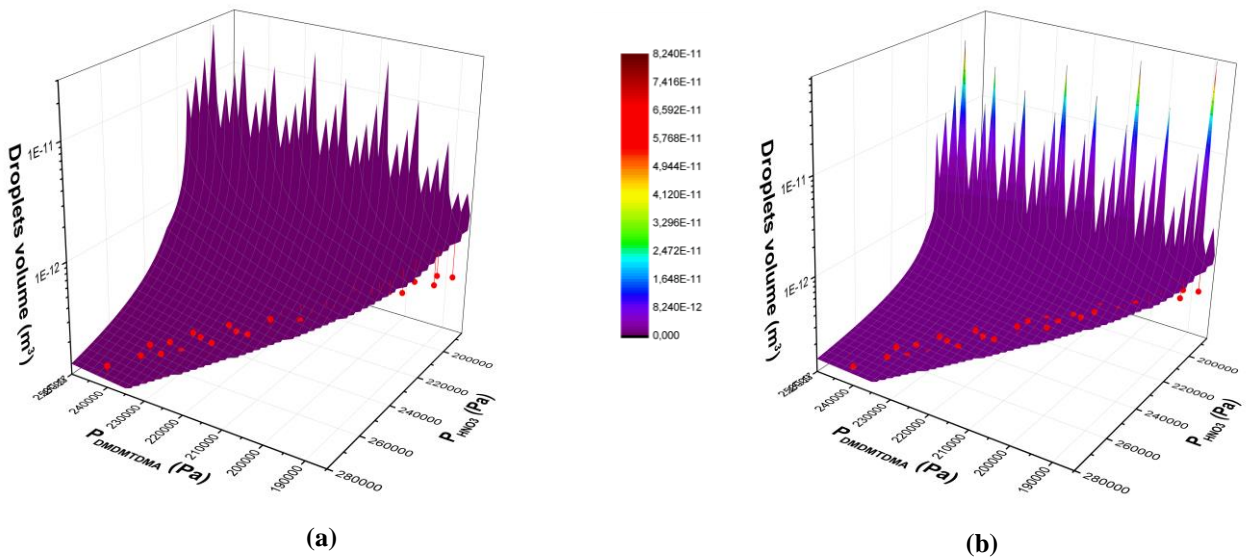 Droplets volume (m³)
1E-11
1E-12
240000
230000
220000
210000
200000
190000
P DMDMTDMA (Pa)
200000
220000
240000
260000
280000
P HNO3 (Pa)
(a)
8,240E-11
7,416E-11
6,592E-11
5,768E-11
4,944E-11
4,120E-11
3,296E-11
2,472E-11
1,648E-11
8,240E-12
0,000
Droplets volume (m³)
1E-11
1E-12
240000
230000
220000
210000
200000
190000
P DMDMTDMA (Pa)
200000
220000
240000
260000
280000
P HNO3 (Pa)
(b)